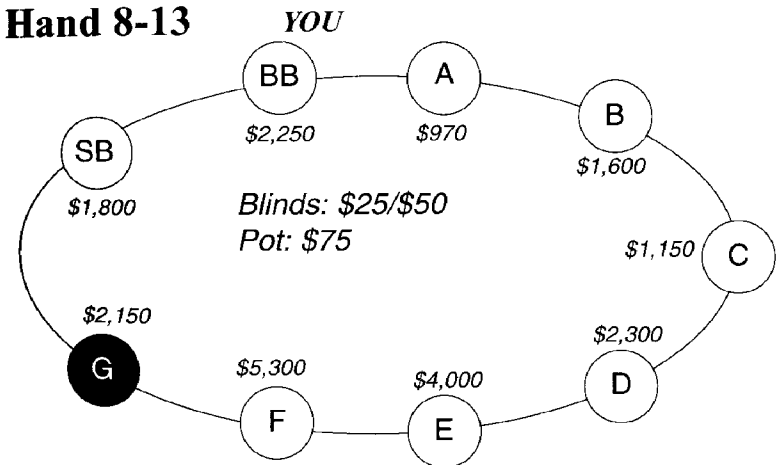 Hand 8-13
YOU
BB
A
B
SB
$2,250
$970
$1,600
$1,800
Blinds: $25/$50
Pot: $75
$1,150
C
$2,150
$2,300
G
$5,300
$4,000
D
F
E